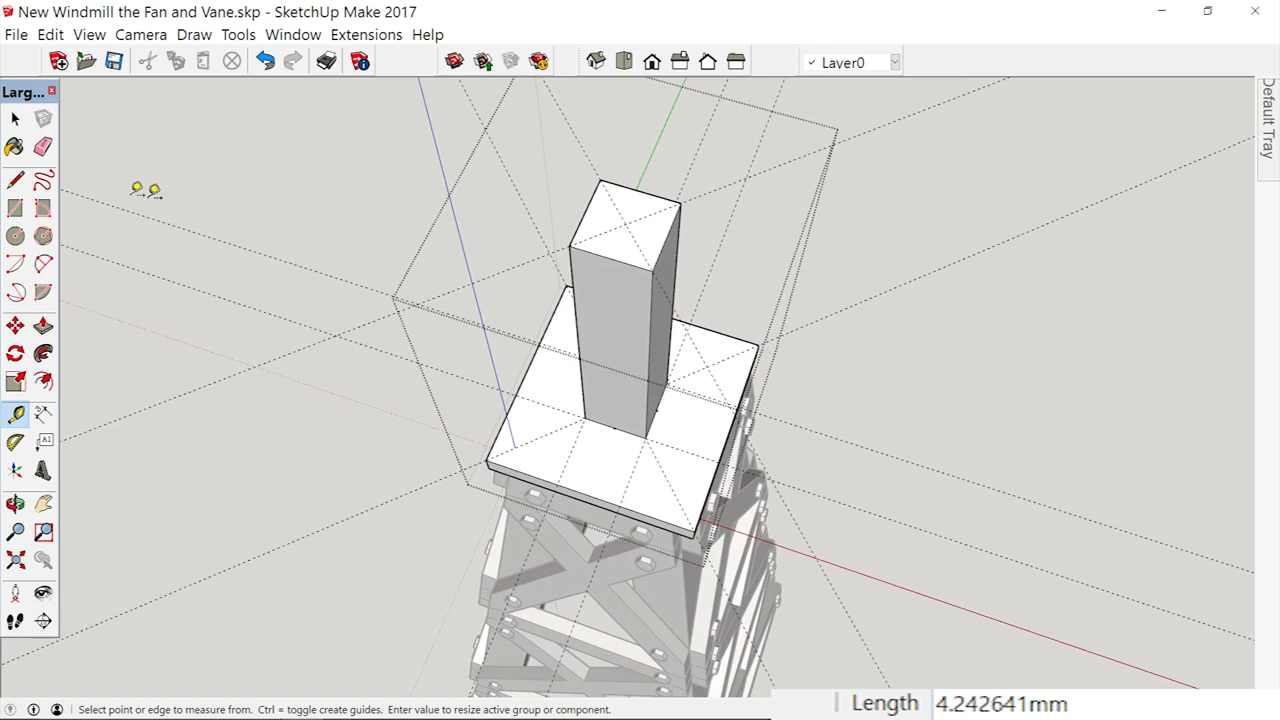 New Windmill the Fan and Vane.skp - SketchUp Make 2017
File Edit View Camera Draw Tools Window Extensions Help
Layer0
Larg...
Default Tray
A1
Select point or edge to measure from. Ctrl = toggle create guides. Enter value to resize active group or component.
Length 4.242641mm